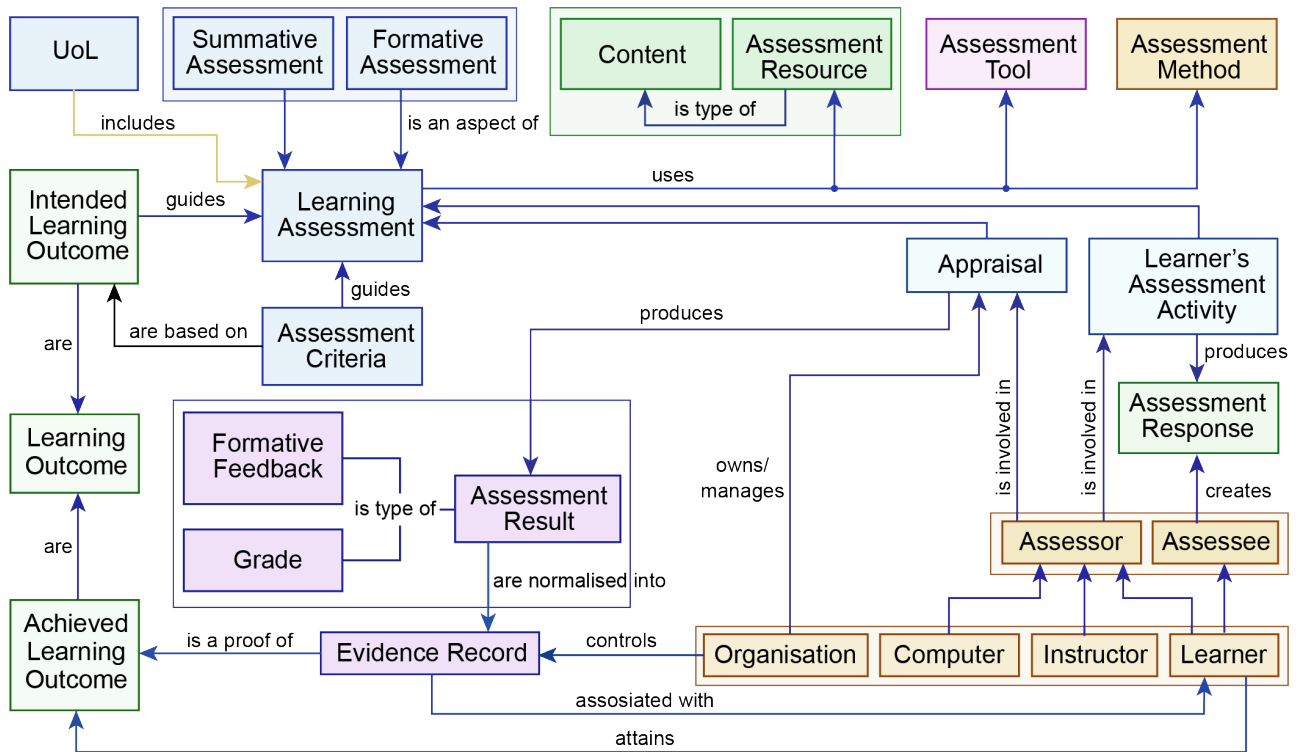 UoL
Summative
Assessment
Formative
Assessment
Content
Assessment
Resource
Assessment
Tool
Assessment
Method
is type of
includes
is an aspect of
uses
Intended
Learning
Outcome
guides
Learning
Assessment
Appraisal
Learner’s
Assessment
Activity
guides
produces
are based on
Assessment
Criteria
are
produces
Assessment
Response
Learning
Outcome
Formative
Feedback
is type of
Assessment
Result
owns/
manages
is involved in
is involved in
creates
Grade
Assessor
Assessee
are
are normalised into
Achieved
Learning
Outcome
is a proof of
Evidence Record
controls
Organisation
Computer
Instructor
Learner
assosiated with
attains